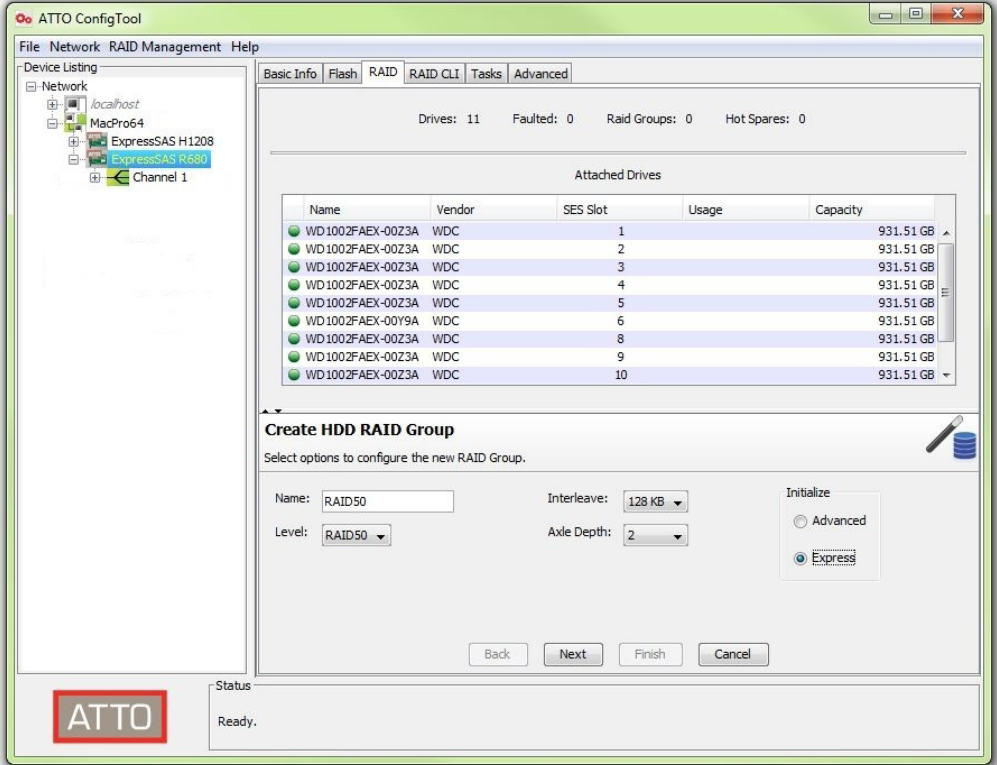 ATTO ConfigTool
File Network RAID Management Help
Device Listing
Network
localhost
MacPro64
ExpressSAS H1208
ExpressSAS R680
Channel 1
Basic Info Flash RAID RAID CLI Tasks Advanced
Drives: 11 Faulted: 0 Raid Groups: 0 Hot Spares: 0
Attached Drives
Name Vendor SES Slot Usage Capacity
WD1002FAEX-00Z3A WDC 1 931.51 GB
WD1002FAEX-00Z3A WDC 2 931.51 GB
WD1002FAEX-00Z3A WDC 3 931.51 GB
WD1002FAEX-00Z3A WDC 4 931.51 GB
WD1002FAEX-00Z3A WDC 5 931.51 GB
WD1002FAEX-00Y9A WDC 6 931.51 GB
WD1002FAEX-00Z3A WDC 8 931.51 GB
WD1002FAEX-00Z3A WDC 9 931.51 GB
WD1002FAEX-00Z3A WDC 10 931.51 GB
Create HDD RAID Group
Select options to configure the new RAID Group.
Name: RAID50 Interleave: 128 KB Initialize
Advanced
Level: RAID50 Axle Depth: 2
Express
Back Next Finish Cancel
Status
ATTO
Ready.